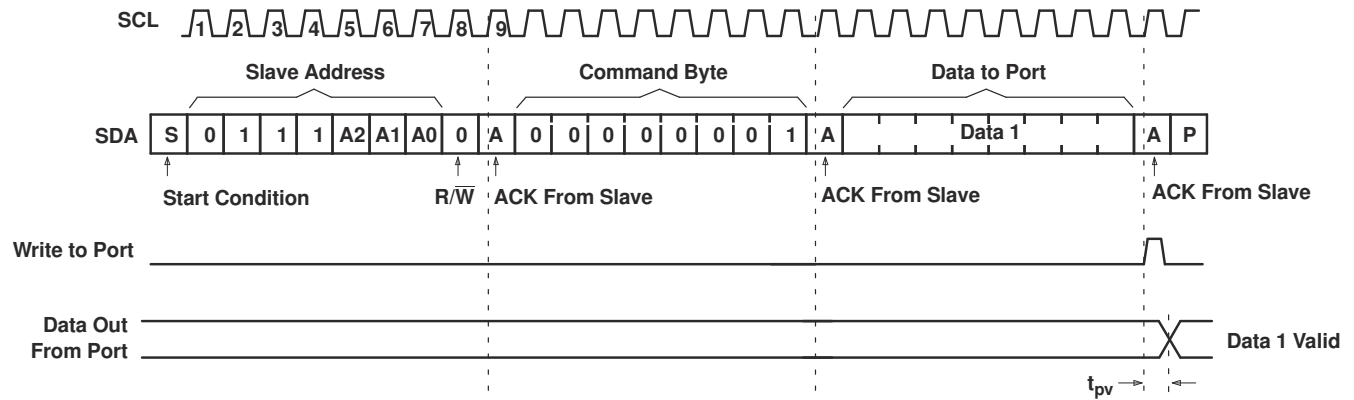 SCL 1 2 3 4 5 6 7 8 9
Slave Address Command Byte Data to Port
SDA S 0 1 1 1 A2 A1 A0 0 A 0 0 0 0 0 0 0 1 A Data 1 A P
Start Condition R/W̅ ACK From Slave ACK From Slave ACK From Slave
Write to Port
Data Out
From Port
Data 1 Valid
tpv